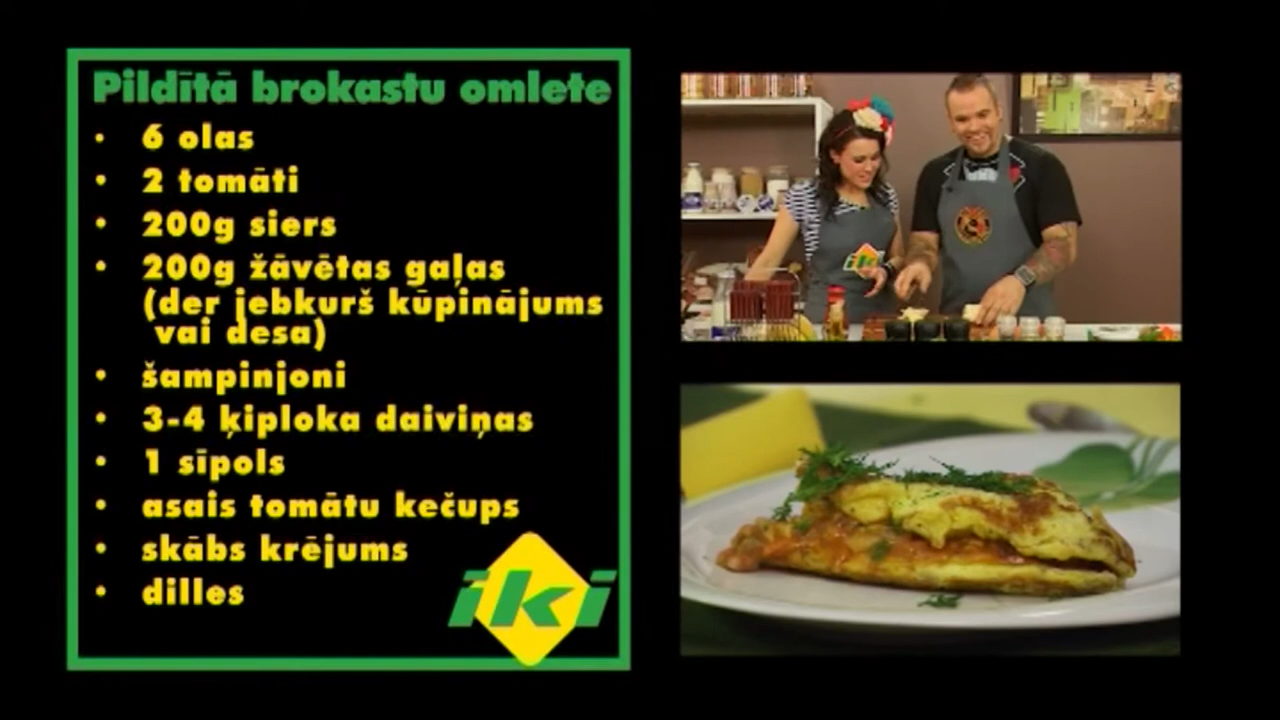 Pildītā brokastu omlete
• 6 olas
• 2 tomāti
• 200g siers
• 200g žāvētas gaļas
(der jebkurš kūpinājums
vai desa)
• šampinjoni
• 3-4 ķiploka daiviņas
• 1 sīpols
• asais tomātu kečups
• skābs krējums
• dilles
iki
iki